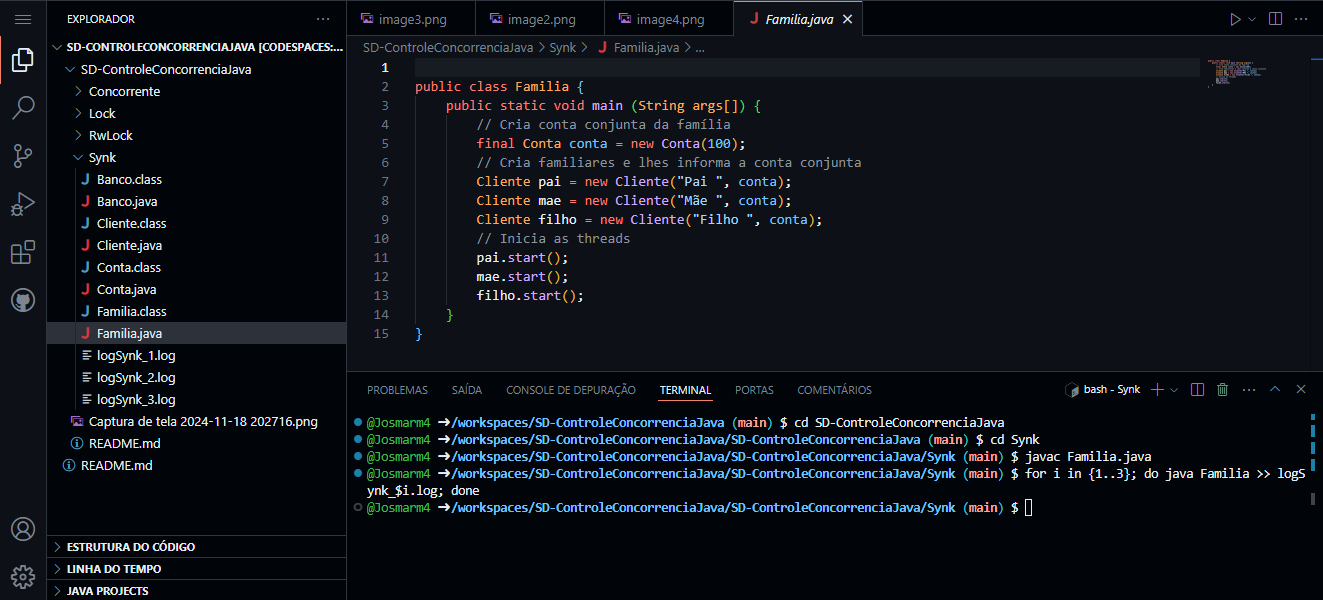 EXPLORADOR
SD-CONTROLECONCORRENCIAJAVA [CODESPACES:...
SD-ControleConcorrenciaJava
Concorrente
Lock
RwLock
Synk
Banco.class
Banco.java
Cliente.class
Cliente.java
Conta.class
Conta.java
Familia.class
Familia.java
logSynk_1.log
logSynk_2.log
logSynk_3.log
Captura de tela 2024-11-18 202716.png
README.md
README.md
ESTRUTURA DO CÓDIGO
LINHA DO TEMPO
JAVA PROJECTS
image3.png image2.png image4.png Familia.java
SD-ControleConcorrenciaJava > Synk > Familia.java > ...
1
2 public class Familia {
3 public static void main (String args[]) {
4 // Cria conta conjunta da família
5 final Conta conta = new Conta(100);
6 // Cria familiares e lhes informa a conta conjunta
7 Cliente pai = new Cliente("Pai ", conta);
8 Cliente mae = new Cliente("Mãe ", conta);
9 Cliente filho = new Cliente("Filho ", conta);
10 // Inicia as threads
11 pai.start();
12 mae.start();
13 filho.start();
14 }
15 }
PROBLEMAS SAÍDA CONSOLE DE DEPURAÇÃO TERMINAL PORTAS COMENTÁRIOS bash - Synk
@Josmarm4 ➜/workspaces/SD-ControleConcorrenciaJava (main) $ cd SD-ControleConcorrenciaJava
@Josmarm4 ➜/workspaces/SD-ControleConcorrenciaJava/SD-ControleConcorrenciaJava (main) $ cd Synk
@Josmarm4 ➜/workspaces/SD-ControleConcorrenciaJava/SD-ControleConcorrenciaJava/Synk (main) $ javac Familia.java
@Josmarm4 ➜/workspaces/SD-ControleConcorrenciaJava/SD-ControleConcorrenciaJava/Synk (main) $ for i in {1..3}; do java Familia >> logS
ynk_$i.log; done
@Josmarm4 ➜/workspaces/SD-ControleConcorrenciaJava/SD-ControleConcorrenciaJava/Synk (main) $